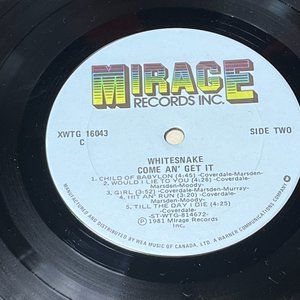 MIRAGE
RECORDS INC.
XWTG 16043
C
SIDE TWO
WHITESNAKE
COME AN' GET IT
1. CHILD OF BABYLON (4:45) -Coverdale-Marsden-
2. WOULD I LIE TO YOU (4:28) -Coverdale-
Marsden-Moody-
3. GIRL (3:52) -Coverdale-Marsden-Murray-
4. HIT AN' RUN (3:20) -Coverdale-
Marsden-Moody-
5. TILL THE DAY I DIE (4:25)
-Coverdale-
-ST-WTG-814672-
℗ 1981 Mirage Records
Inc.
MANUFACTURED AND DISTRIBUTED BY WEA MUSIC OF CANADA, LTD. A WARNER COMMUNICATIONS COMPANY